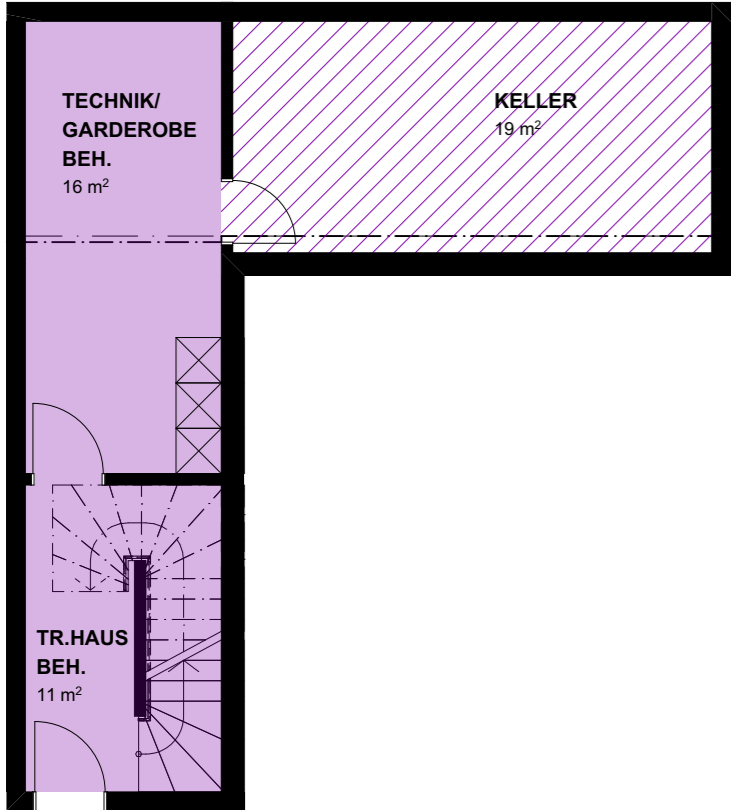 TECHNIK/
GARDEROBE
BEH.
16 m²
KELLER
19 m²
TR.HAUS
BEH.
11 m²